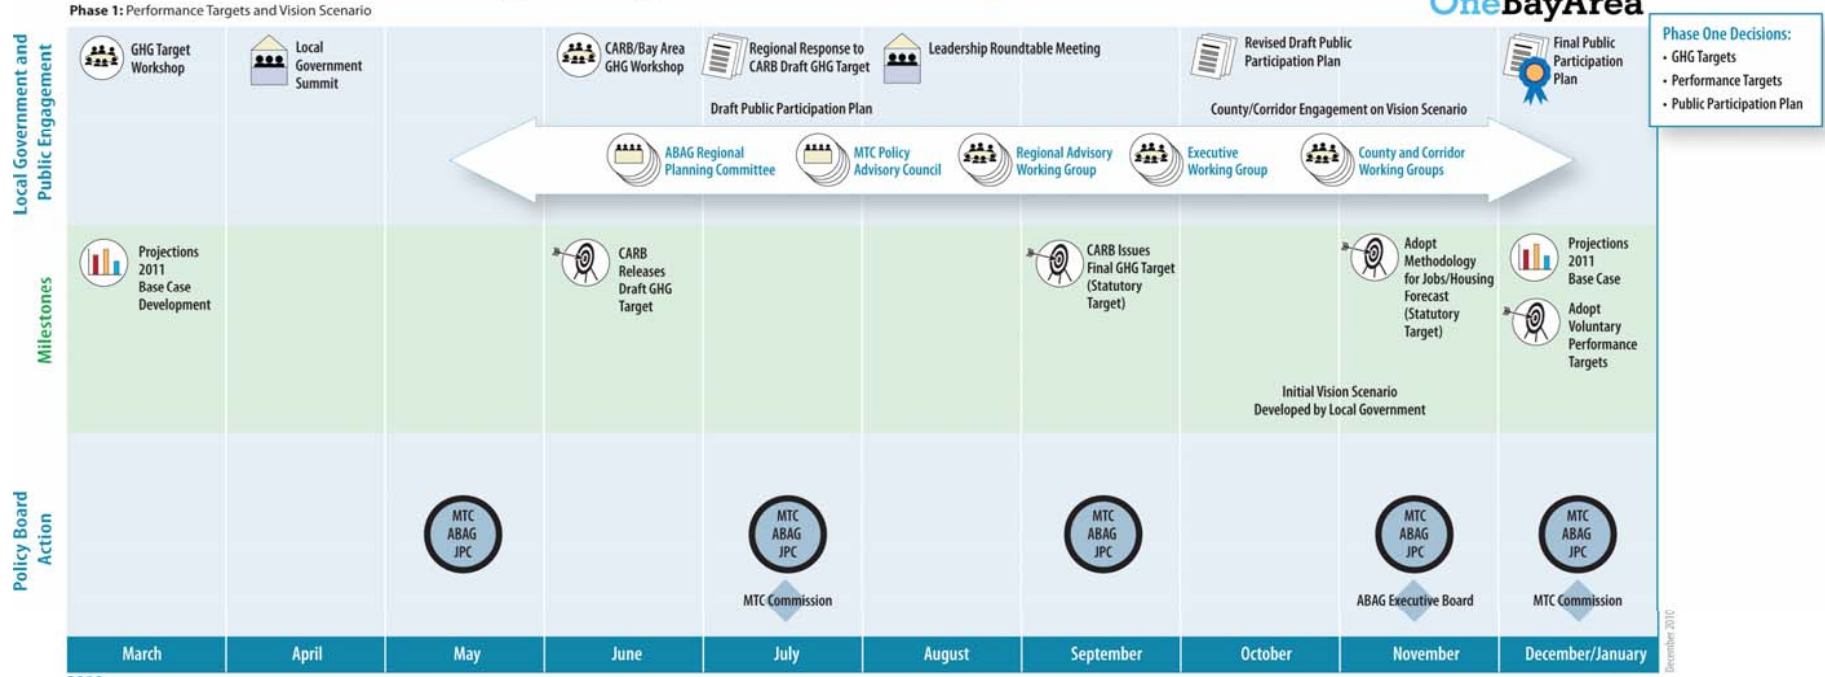 Phase 1: Performance Targets and Vision Scenario
OneBayArea
Phase One Decisions:
• GHG Targets
• Performance Targets
• Public Participation Plan
Local Government and
Public Engagement
GHG Target
Workshop
Local
Government
Summit
CARB/Bay Area
GHG Workshop
Regional Response to
CARB Draft GHG Target
Leadership Roundtable Meeting
Revised Draft Public
Participation Plan
Final Public
Participation
Plan
Draft Public Participation Plan
County/Corridor Engagement on Vision Scenario
ABAG Regional
Planning Committee
MTC Policy
Advisory Council
Regional Advisory
Working Group
Executive
Working Group
County and Corridor
Working Groups
Milestones
Projections
2011
Base Case
Development
CARB
Releases
Draft GHG
Target
CARB Issues
Final GHG Target
(Statutory
Target)
Adopt
Methodology
for Jobs/Housing
Forecast
(Statutory
Target)
Projections
2011
Base Case
Adopt
Voluntary
Performance
Targets
Initial Vision Scenario
Developed by Local Government
Policy Board
Action
MTC
ABAG
JPC
MTC
ABAG
JPC
MTC Commission
MTC
ABAG
JPC
MTC
ABAG
JPC
ABAG Executive Board
MTC
ABAG
JPC
MTC Commission
March
April
May
June
July
August
September
October
November
December/January
December 2010